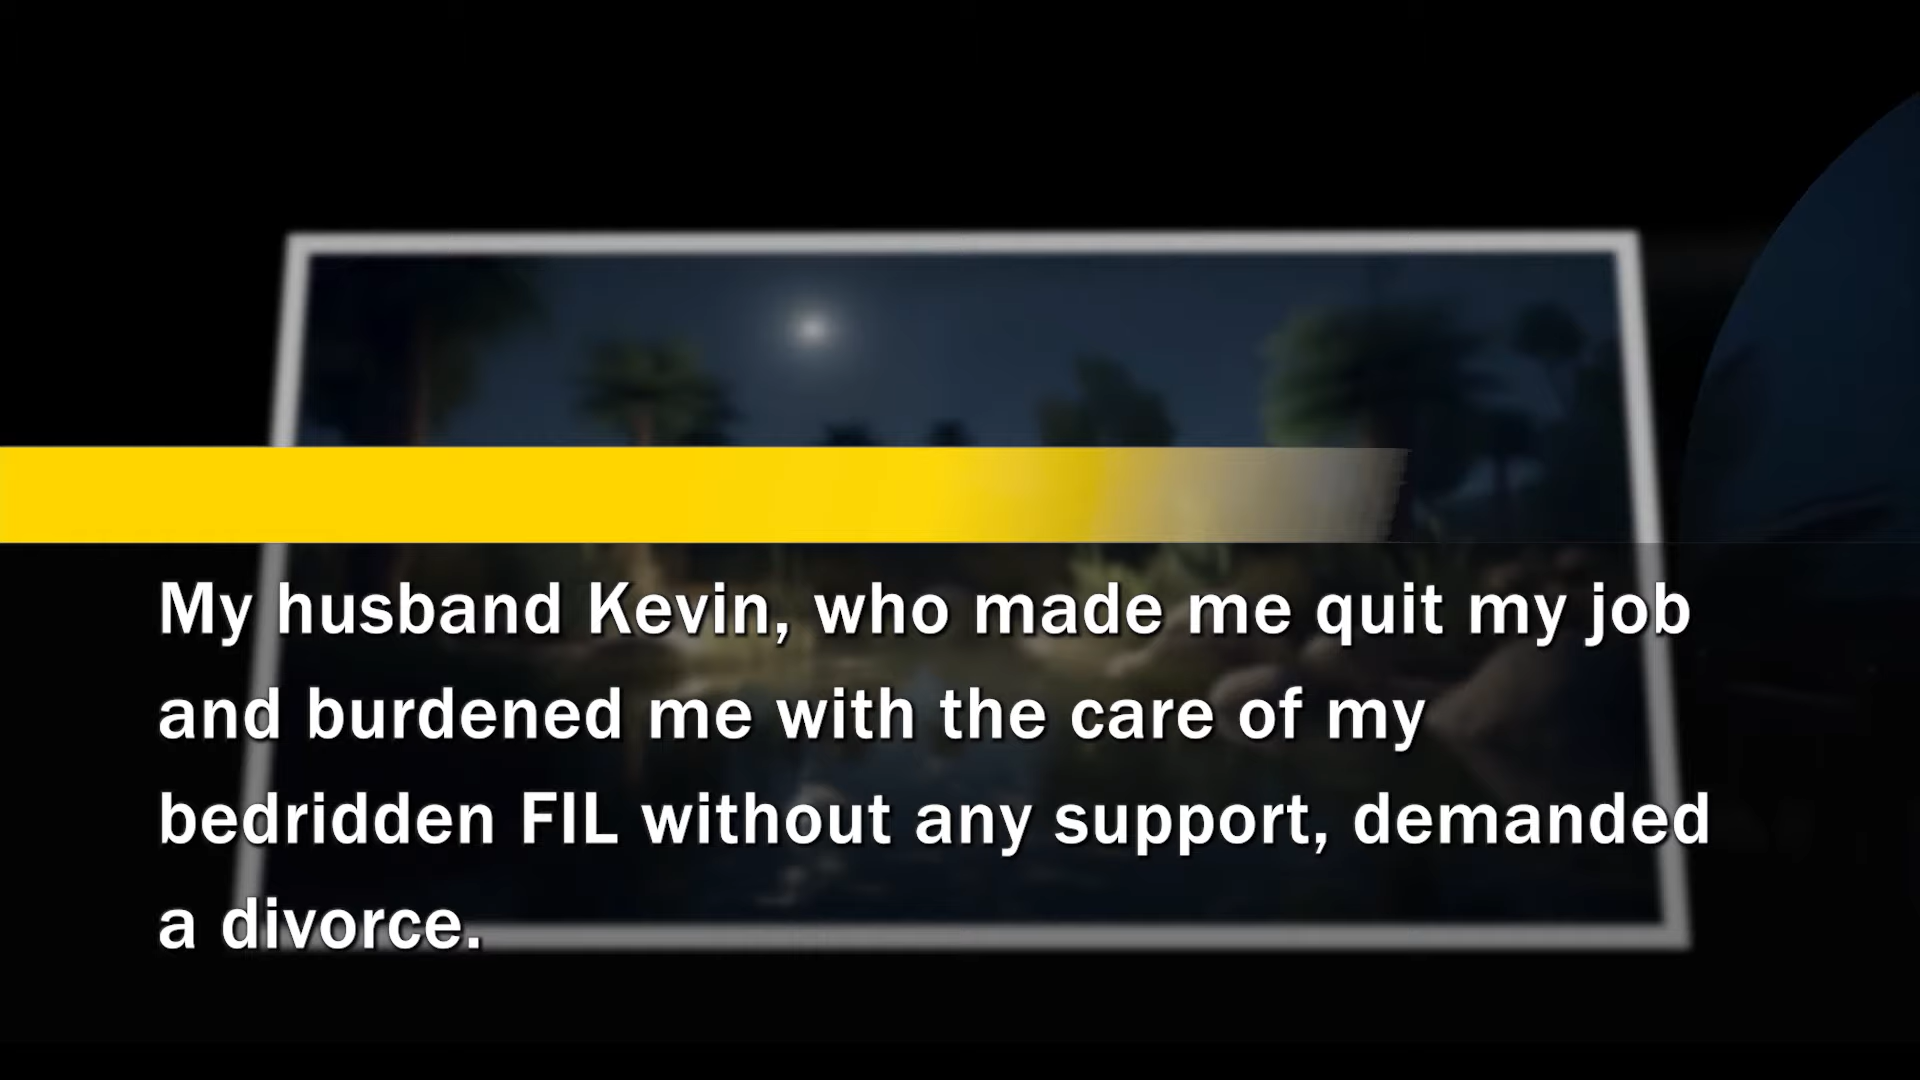 My husband Kevin, who made me quit my job
and burdened me with the care of my
bedridden FIL without any support, demanded
a divorce.